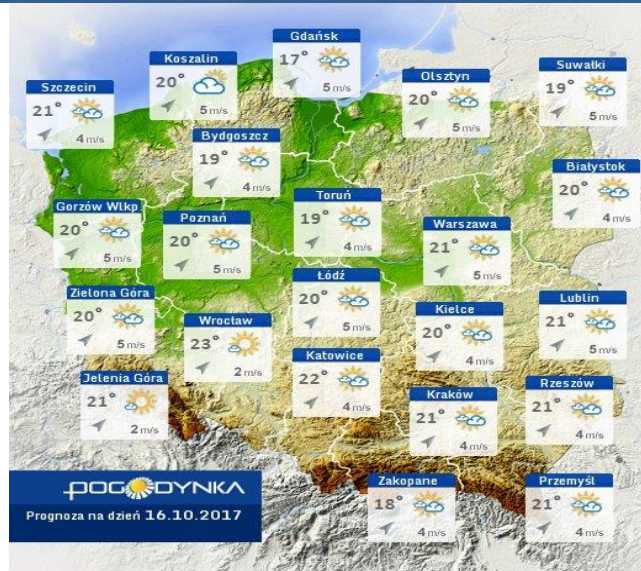 Gdańsk
17°
5 m/s
Koszalin
20°
5 m/s
Suwałki
19°
5 m/s
Olsztyn
20°
5 m/s
Szczecin
21°
4 m/s
Bydgoszcz
19°
4 m/s
Białystok
20°
4 m/s
Toruń
19°
4 m/s
Gorzów Wlkp
20°
5 m/s
Poznań
20°
5 m/s
Warszawa
21°
5 m/s
Łódź
20°
5 m/s
Zielona Góra
20°
5 m/s
Lublin
21°
5 m/s
Kielce
20°
4 m/s
Wrocław
23°
2 m/s
Katowice
22°
4 m/s
Jelenia Góra
21°
2 m/s
Rzeszów
21°
4 m/s
Kraków
21°
4 m/s
Zakopane
18°
4 m/s
Przemyśl
21°
4 m/s
POGODYNKA
Prognoza na dzień 16.10.2017